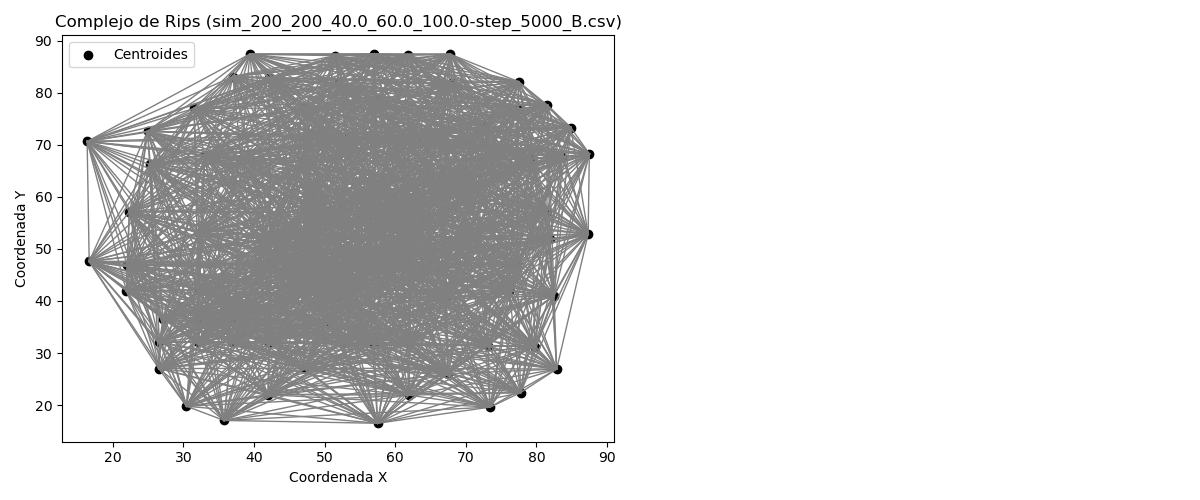 Complejo de Rips (sim_200_200_40.0_60.0_100.0-step_5000_B.csv)
Centroides
90
80
70
60
50
40
30
20
Coordenada Y
20 30 40 50 60 70 80 90
Coordenada X